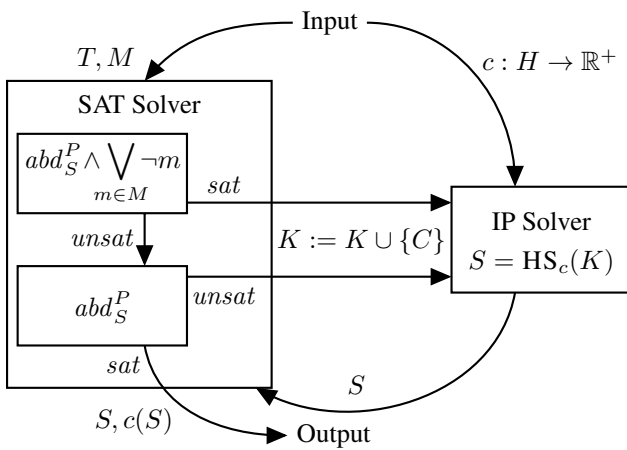 Input
T, M
c : H → ℝ⁺
SAT Solver
abd_S^P ∧ ⋁_{m∈M} ¬m
sat
unsat
K := K ∪ {C}
IP Solver
S = HS_c(K)
abd_S^P
unsat
sat
S
S, c(S)
Output